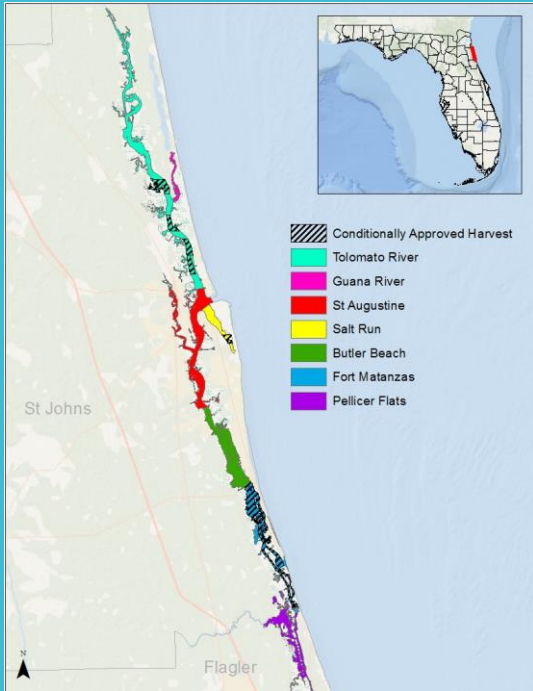 Conditionally Approved Harvest
Tolomato River
Guana River
St Augustine
Salt Run
Butler Beach
Fort Matanzas
Pellicer Flats
St Johns
Flagler
N